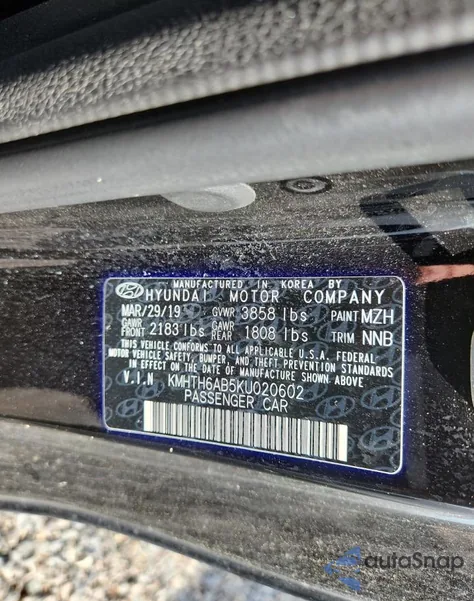 MANUFACTURED IN KOREA BY
HYUNDAI MOTOR COMPANY
MAR/29/19 GVWR 3858 lbs PAINT MZH
GAWR FRONT 2183 lbs GAWR REAR 1808 lbs TRIM NNB
THIS VEHICLE CONFORMS TO ALL APPLICABLE U.S.A. FEDERAL
MOTOR VEHICLE SAFETY, BUMPER, AND THEFT PREVENTION STANDARDS
IN EFFECT ON THE DATE OF MANUFACTURE SHOWN ABOVE.
V.I.N KMHTH6AB5KU020602
PASSENGER CAR
autoSnap